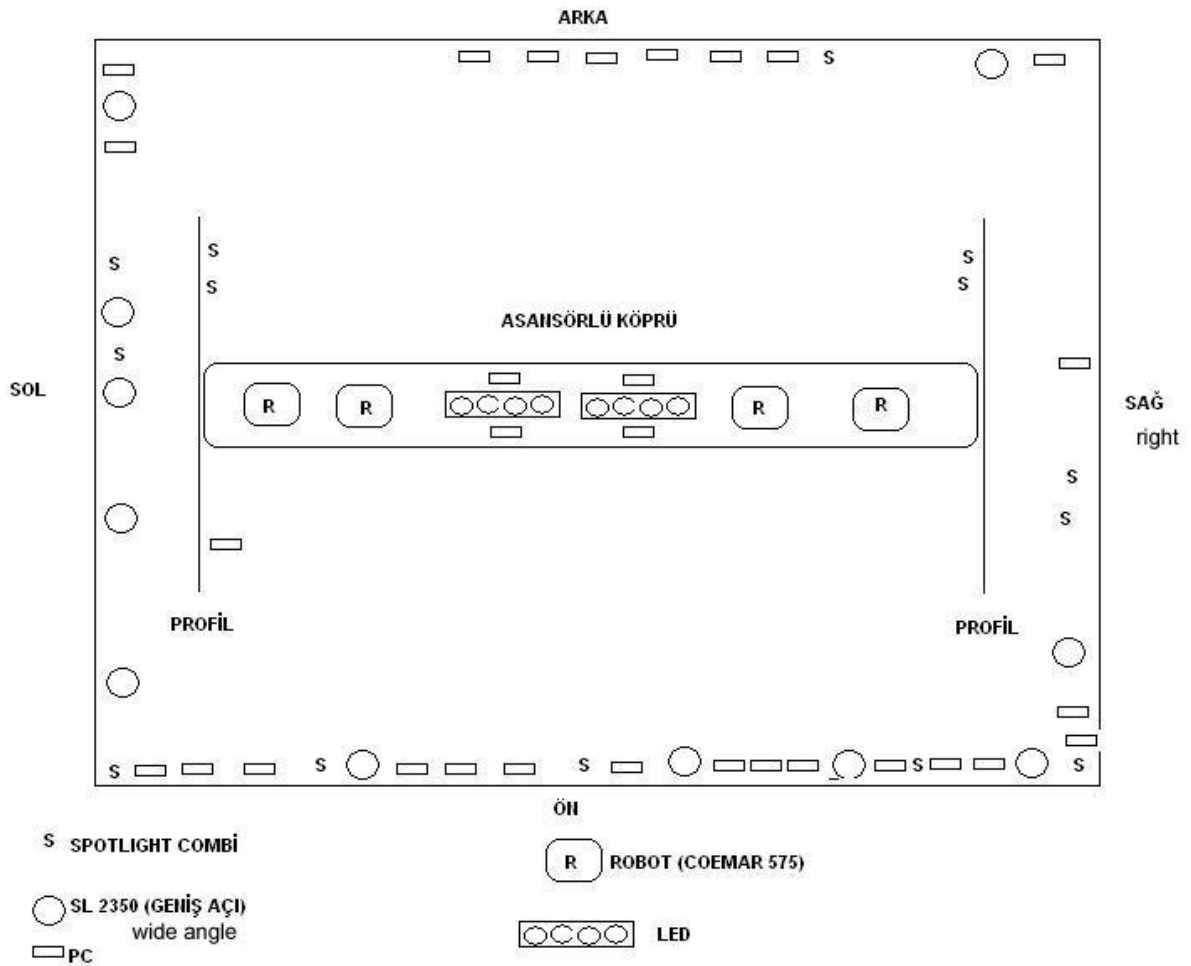 ARKA
S
S
S
S
S
S
S
ASANSÖRLÜ KÖPRÜ
S
SOL
R
R
R
R
SAĞ
right
S
S
PROFİL
PROFİL
S
S
S
S
S
ÖN
S SPOTLIGHT COMBİ
R ROBOT (COEMAR 575)
SL 2350 (GENİŞ AÇI)
wide angle
LED
PC